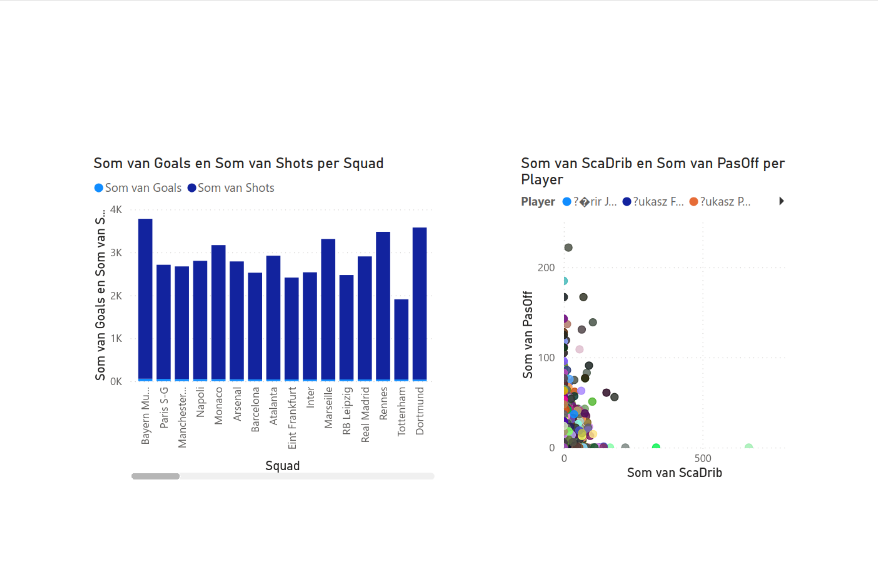 Som van Goals en Som van Shots per Squad
Som van Goals Som van Shots
Som van Goals en Som van S...
4K
3K
2K
1K
0K
Bayern Mu...
Paris S-G
Manchester...
Napoli
Monaco
Arsenal
Barcelona
Atalanta
Eint Frankfurt
Inter
Marseille
RB Leipzig
Real Madrid
Rennes
Tottenham
Dortmund
Squad
Som van ScaDrib en Som van PasOff per
Player
Player ?�rir J... ?ukasz F... ?ukasz P...
Som van PasOff
200
100
0
0 500
Som van ScaDrib